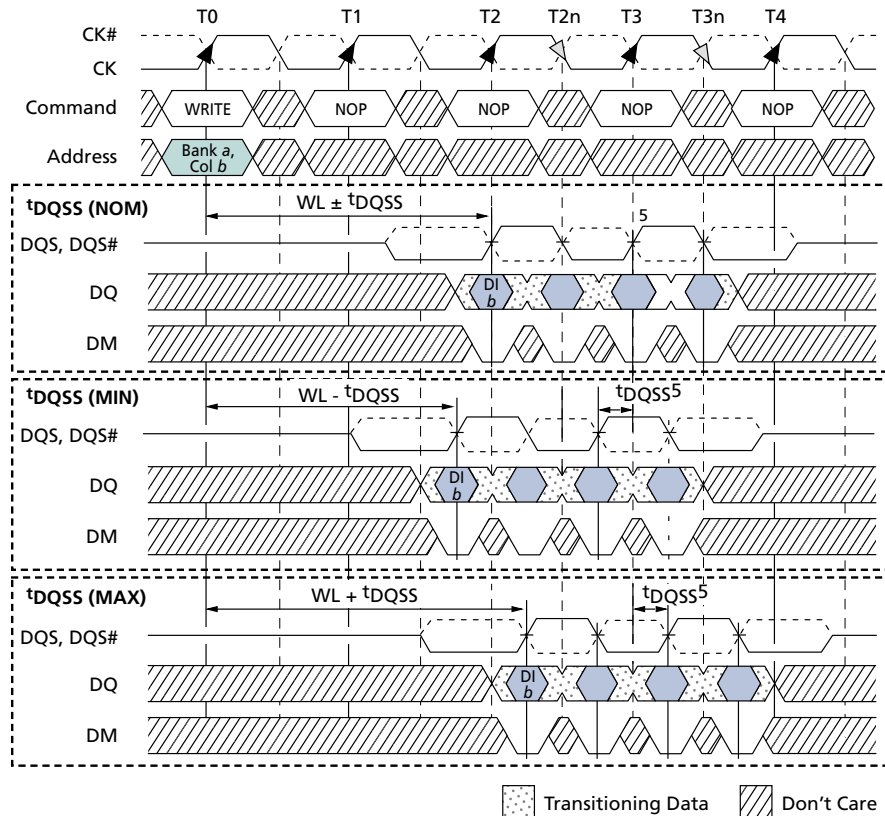 T0 T1 T2 T2n T3 T3n T4
CK#
CK
Command WRITE NOP NOP NOP NOP
Address Bank a,
Col b
tDQSS (NOM) WL ± tDQSS
5
DQS, DQS#
DQ DI
b
DM
tDQSS (MIN) WL - tDQSS tDQSS5
DQS, DQS#
DQ DI
b
DM
tDQSS (MAX) WL + tDQSS tDQSS5
DQS, DQS#
DQ DI
b
DM
Transitioning Data Don't Care